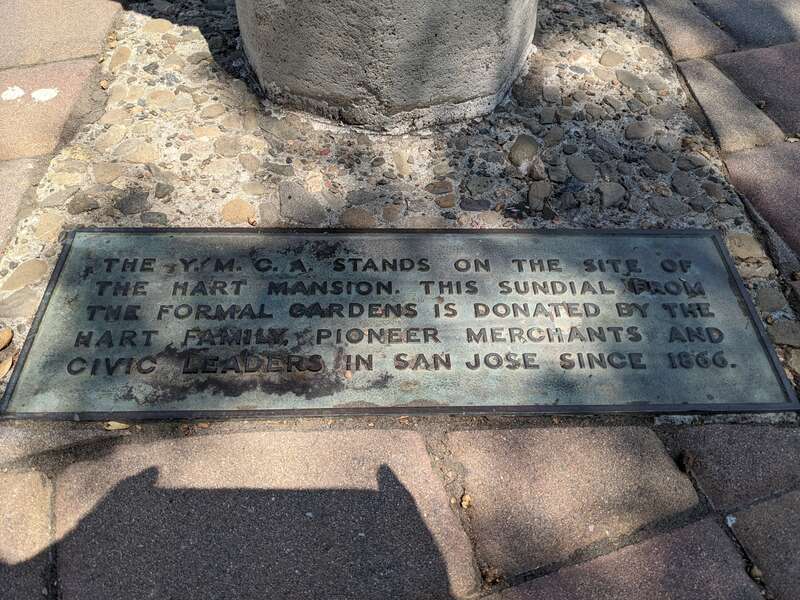 THE Y.M.C.A. STANDS ON THE SITE OF
THE HART MANSION. THIS SUNDIAL FROM
THE FORMAL GARDENS IS DONATED BY THE
HART FAMILY, PIONEER MERCHANTS AND
CIVIC LEADERS IN SAN JOSE SINCE 1866.